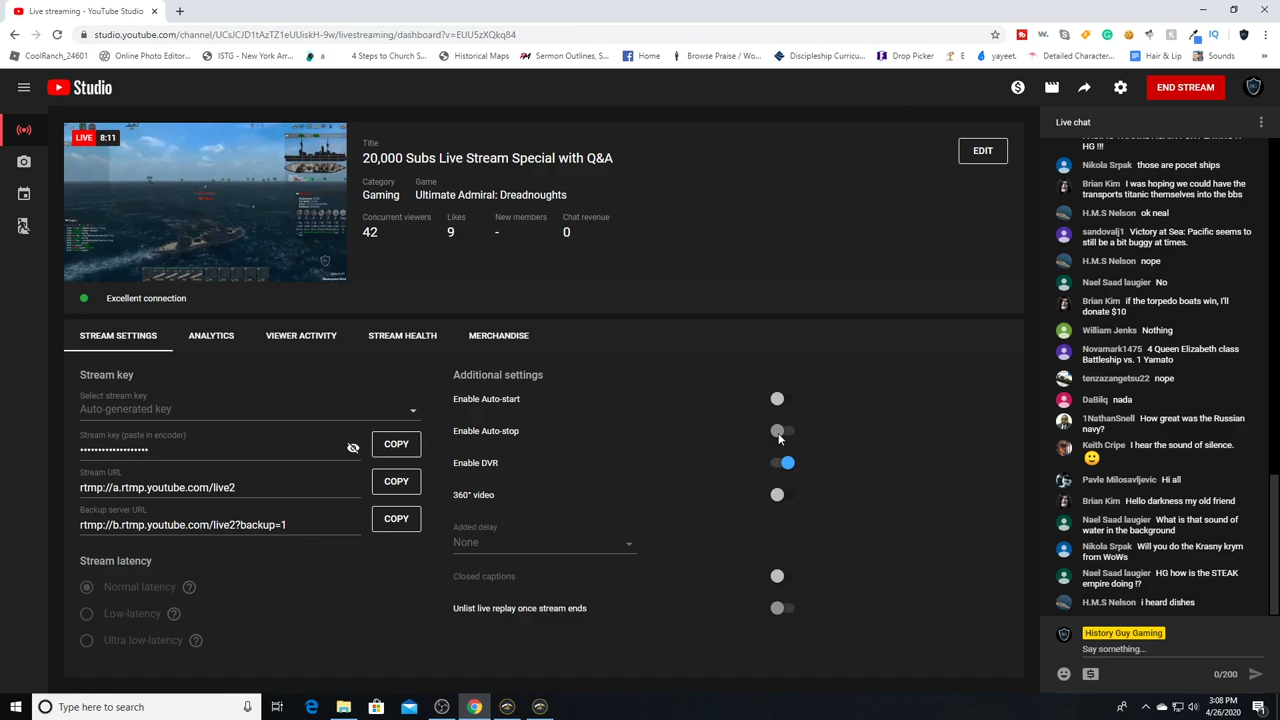 Live streaming - YouTube Studio
studio.youtube.com/channel/UCsJCJD1tAzTZ1eUUiskH-9w/livestreaming/dashboard?v=EUU5zXQkq84
CoolRanch_24601
Online Photo Editor...
ISTG - New York Arr...
a
4 Steps to Church S...
Historical Maps
Sermon Outlines, S...
Home
Browse Praise / Wo...
Discipleship Curricu...
Drop Picker
E
yayeet.
Detailed Character...
Hair & Lip
Sounds
Studio
END STREAM
LIVE 8:11
Title
20,000 Subs Live Stream Special with Q&A
EDIT
Category
Game
Gaming
Ultimate Admiral: Dreadnoughts
Concurrent viewers
Likes
New members
Chat revenue
42
9
-
0
Excellent connection
STREAM SETTINGS
ANALYTICS
VIEWER ACTIVITY
STREAM HEALTH
MERCHANDISE
Stream key
Select stream key
Auto-generated key
Stream key (paste in encoder)
••••••••••••••••••
COPY
Stream URL
rtmp://a.rtmp.youtube.com/live2
COPY
Backup server URL
rtmp://b.rtmp.youtube.com/live2?backup=1
COPY
Stream latency
Normal latency
Low-latency
Ultra low-latency
Additional settings
Enable Auto-start
Enable Auto-stop
Enable DVR
360° video
Added delay
None
Closed captions
Unlist live replay once stream ends
Live chat
HG !!!
Nikola Srpak those are pocet ships
Brian Kim I was hoping we could have the
transports titanic themselves into the bbs
H.M.S Nelson ok neal
sandovalj1 Victory at Sea: Pacific seems to
still be a bit buggy at times.
H.M.S Nelson nope
Nael Saad laugier No
Brian Kim if the torpedo boats win, I'll
donate $10
William Jenks Nothing
Novamark1475 4 Queen Elizabeth class
Battleship vs. 1 Yamato
tenzazangetsu22 nope
DaBilq nada
1NathanSnell How great was the Russian
navy?
Keith Cripe I hear the sound of silence.
Pavle Milosavljevic Hi all
Brian Kim Hello darkness my old friend
Nael Saad laugier What is that sound of
water in the background
Nikola Srpak Will you do the Krasny krym
from WoWs
Nael Saad laugier HG how is the STEAK
empire doing !?
H.M.S Nelson i heard dishes
History Guy Gaming
Say something...
0/200
Type here to search
3:08 PM
4/26/2020